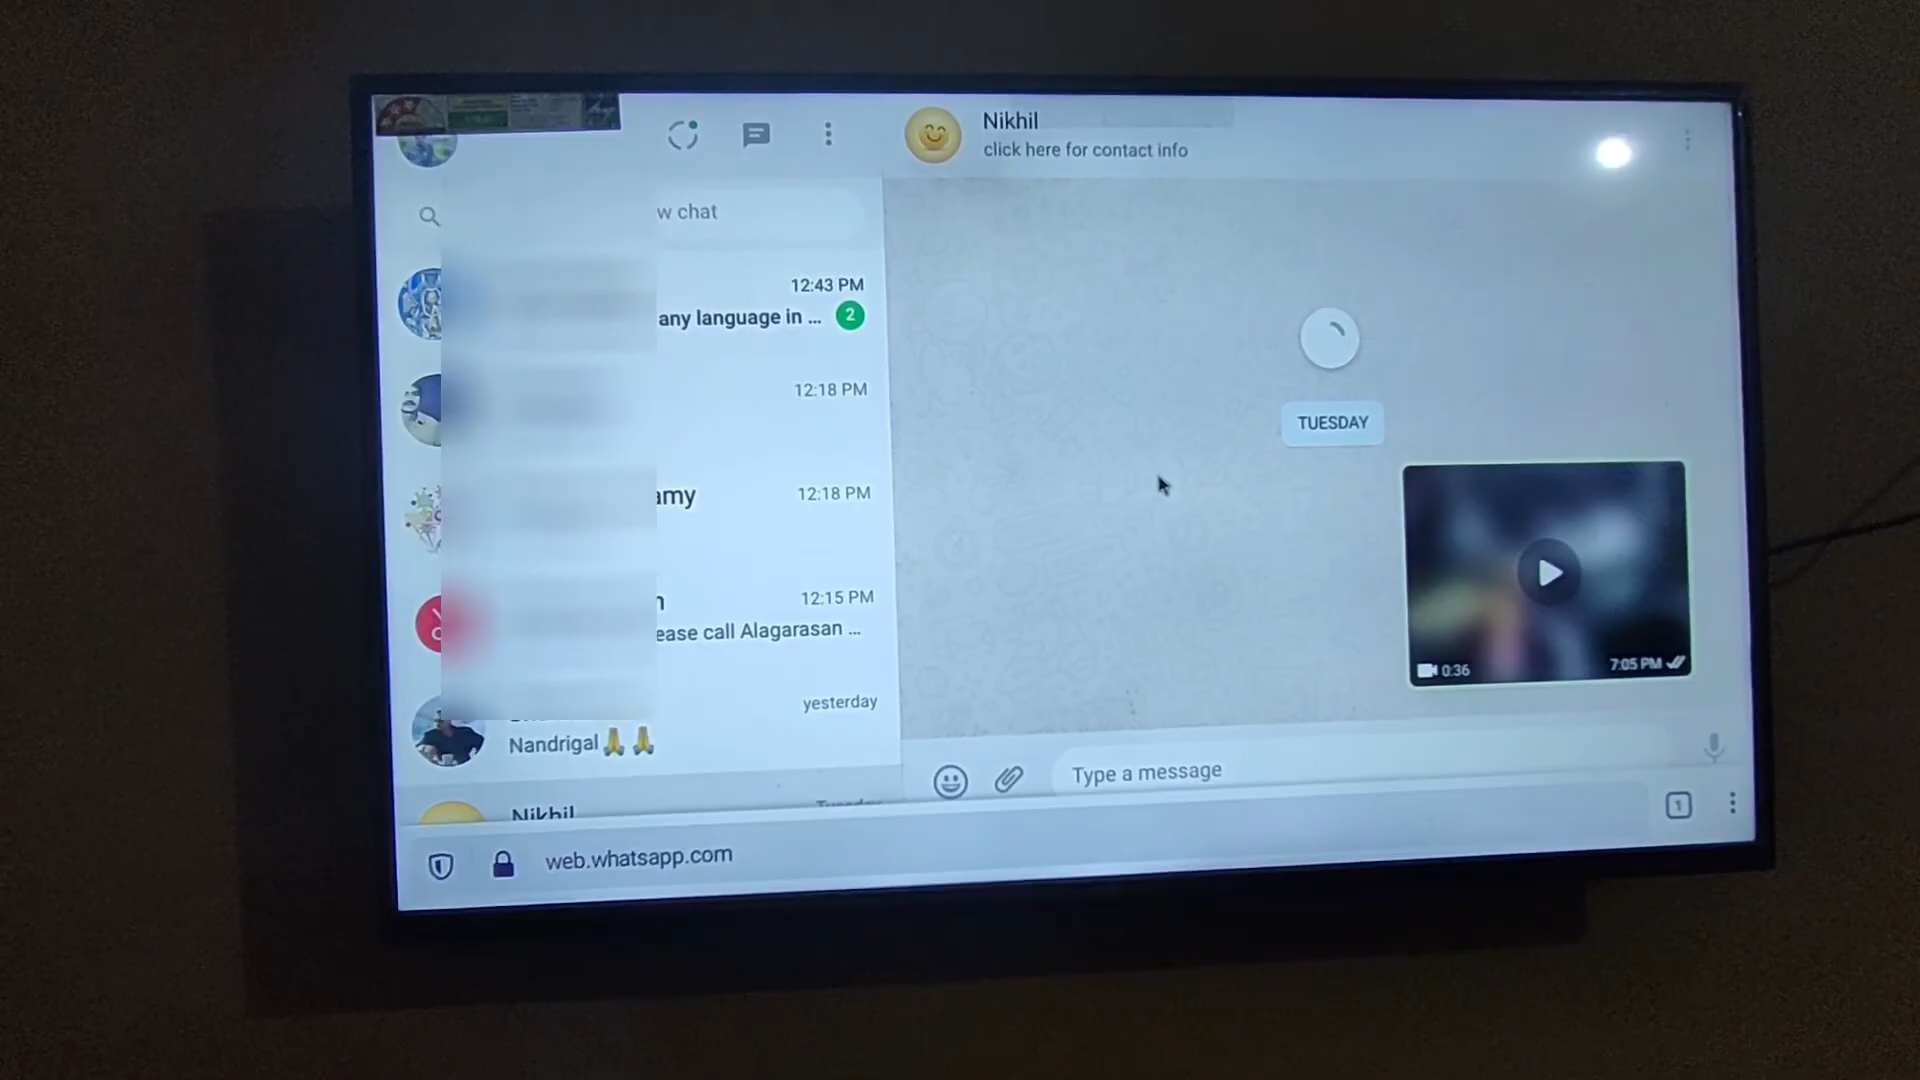 Nikhil
click here for contact info
w chat
12:43 PM
any language in ...
2
12:18 PM
amy
12:18 PM
n
12:15 PM
ease call Alagarasan ...
yesterday
Nandrigal🙏🙏
Nikhil
Tuesday
TUESDAY
0:36
7:05 PM
Type a message
1
web.whatsapp.com